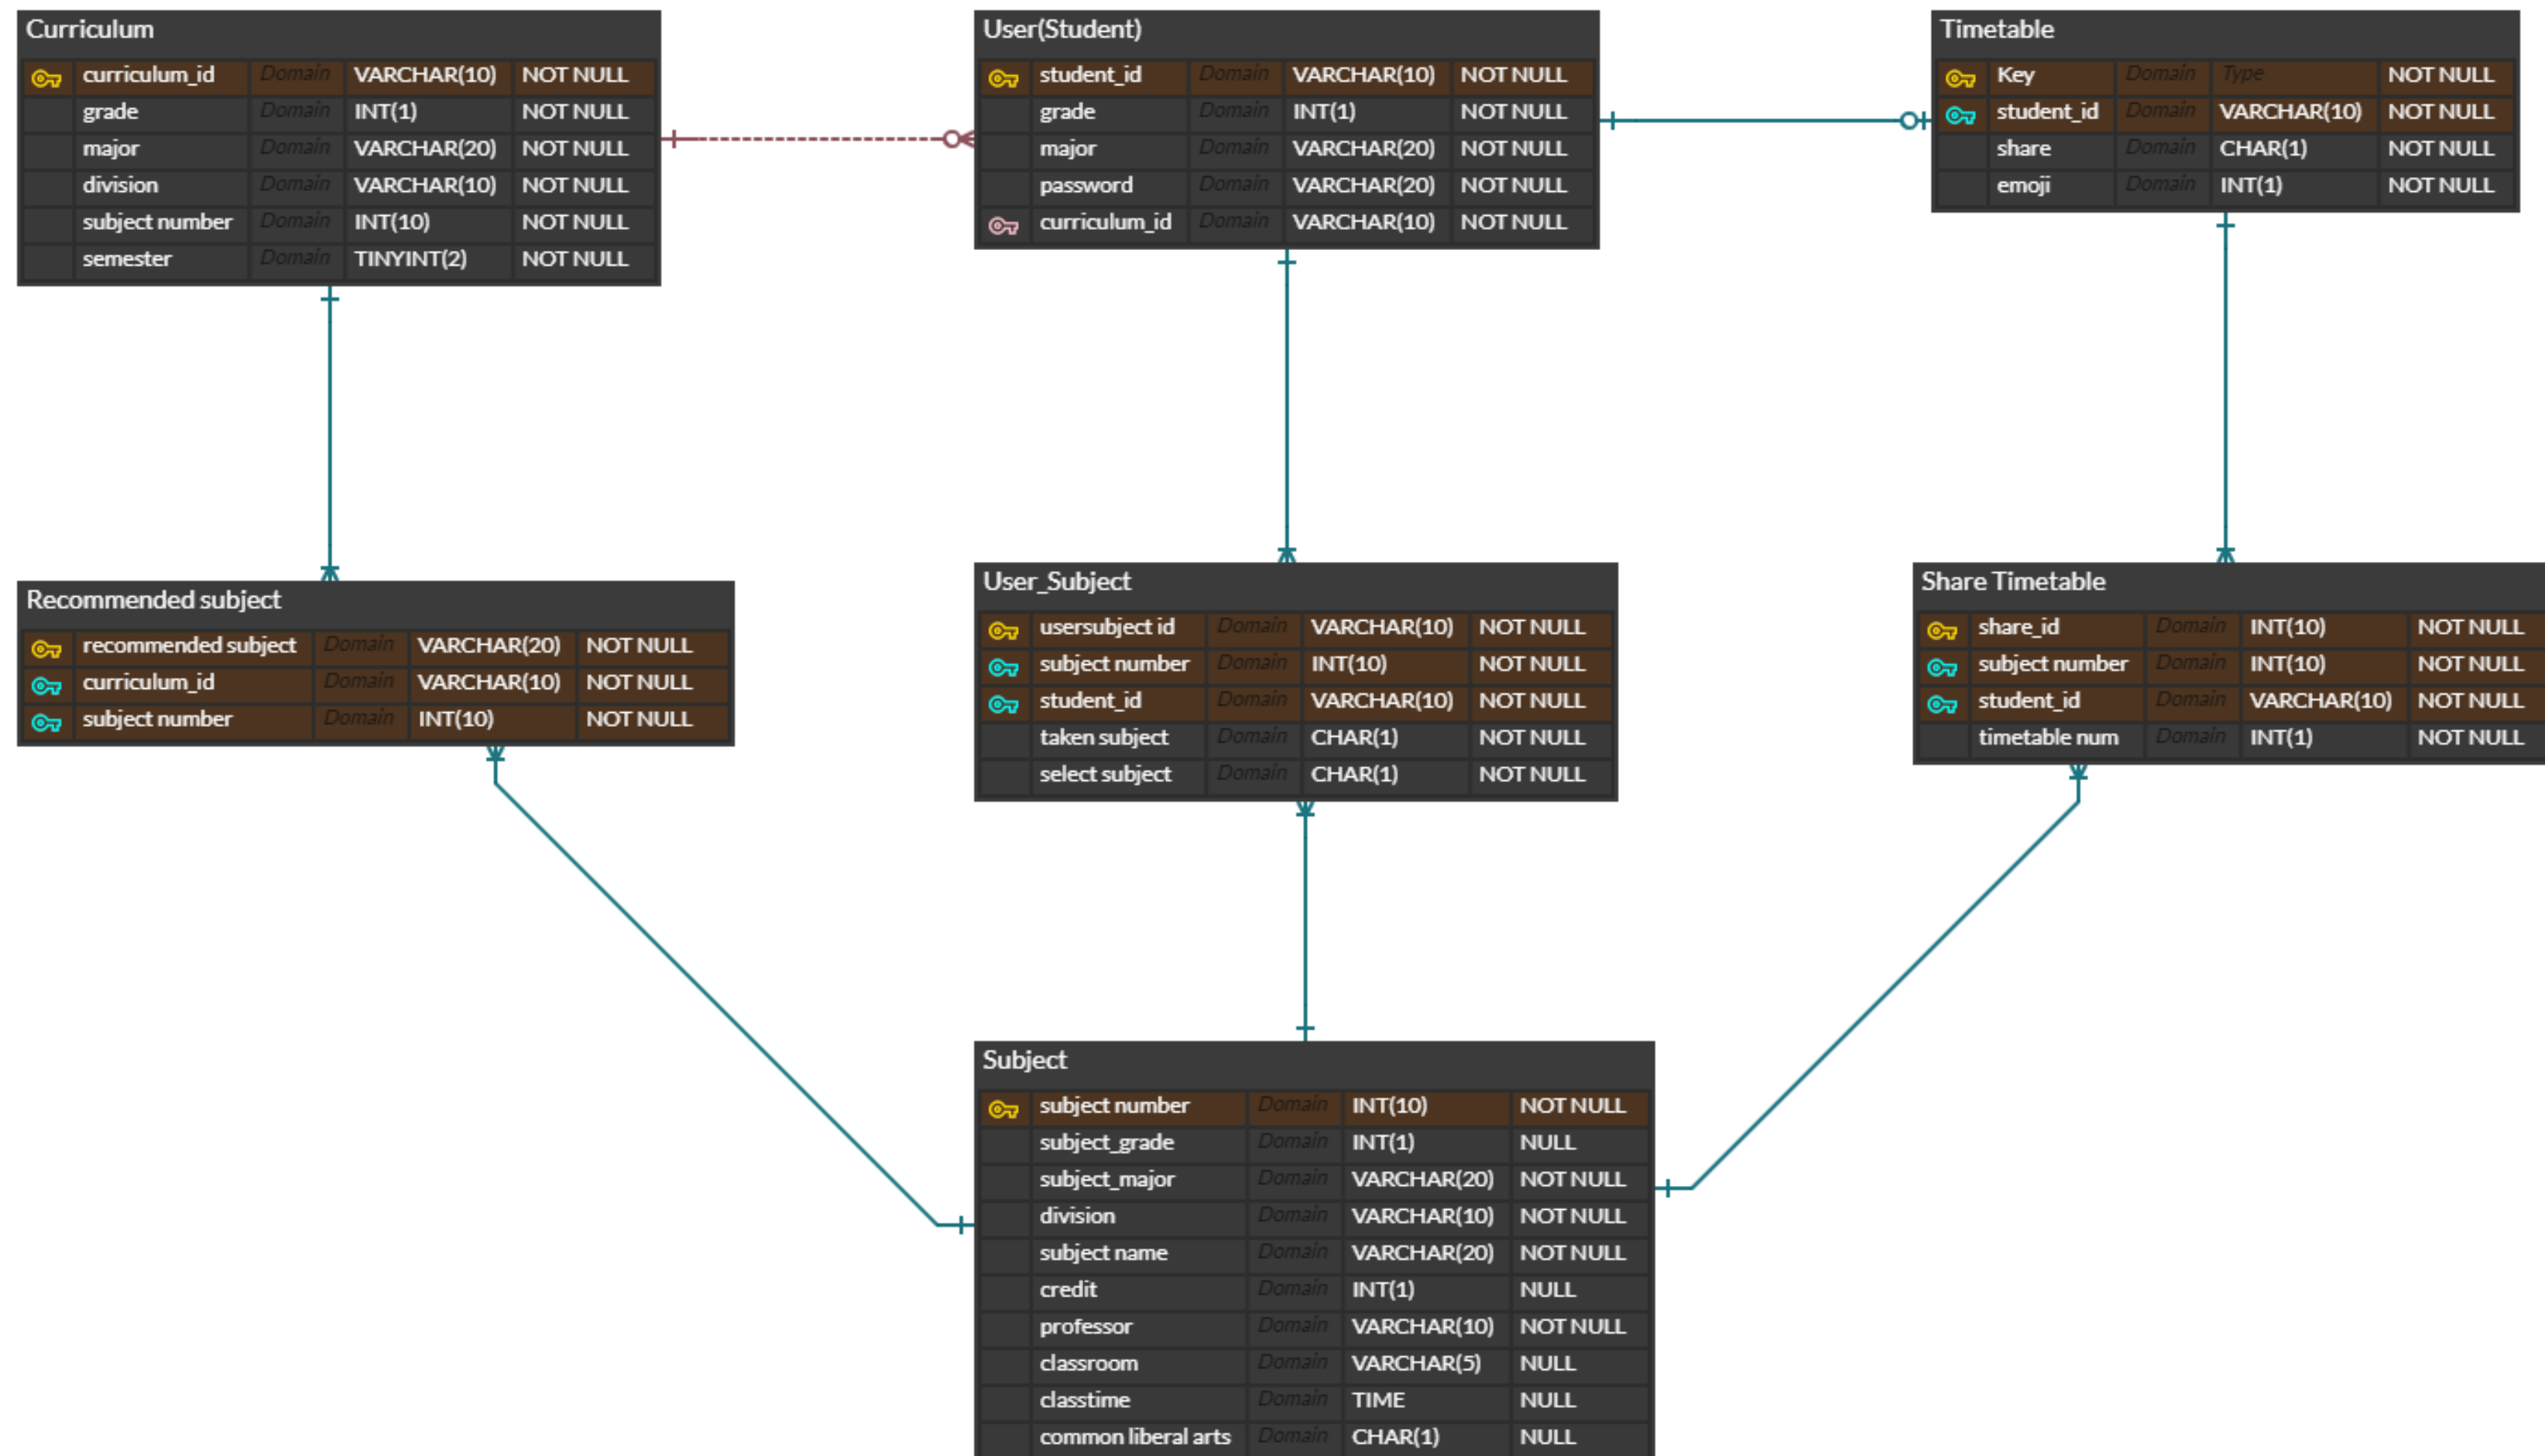 Curriculum
curriculum_id Domain VARCHAR(10) NOT NULL
grade Domain INT(1) NOT NULL
major Domain VARCHAR(20) NOT NULL
division Domain VARCHAR(10) NOT NULL
subject number Domain INT(10) NOT NULL
semester Domain TINYINT(2) NOT NULL
User(Student)
student_id Domain VARCHAR(10) NOT NULL
grade Domain INT(1) NOT NULL
major Domain VARCHAR(20) NOT NULL
password Domain VARCHAR(20) NOT NULL
curriculum_id Domain VARCHAR(10) NOT NULL
Timetable
Key Domain Type NOT NULL
student_id Domain VARCHAR(10) NOT NULL
share Domain CHAR(1) NOT NULL
emoji Domain INT(1) NOT NULL
Recommended subject
recommended subject Domain VARCHAR(20) NOT NULL
curriculum_id Domain VARCHAR(10) NOT NULL
subject number Domain INT(10) NOT NULL
User_Subject
usersubject id Domain VARCHAR(10) NOT NULL
subject number Domain INT(10) NOT NULL
student_id Domain VARCHAR(10) NOT NULL
taken subject Domain CHAR(1) NOT NULL
select subject Domain CHAR(1) NOT NULL
Share Timetable
share_id Domain INT(10) NOT NULL
subject number Domain INT(10) NOT NULL
student_id Domain VARCHAR(10) NOT NULL
timetable num Domain INT(1) NOT NULL
Subject
subject number Domain INT(10) NOT NULL
subject_grade Domain INT(1) NULL
subject_major Domain VARCHAR(20) NOT NULL
division Domain VARCHAR(10) NOT NULL
subject name Domain VARCHAR(20) NOT NULL
credit Domain INT(1) NULL
professor Domain VARCHAR(10) NOT NULL
classroom Domain VARCHAR(5) NULL
classtime Domain TIME NULL
common liberal arts Domain CHAR(1) NULL